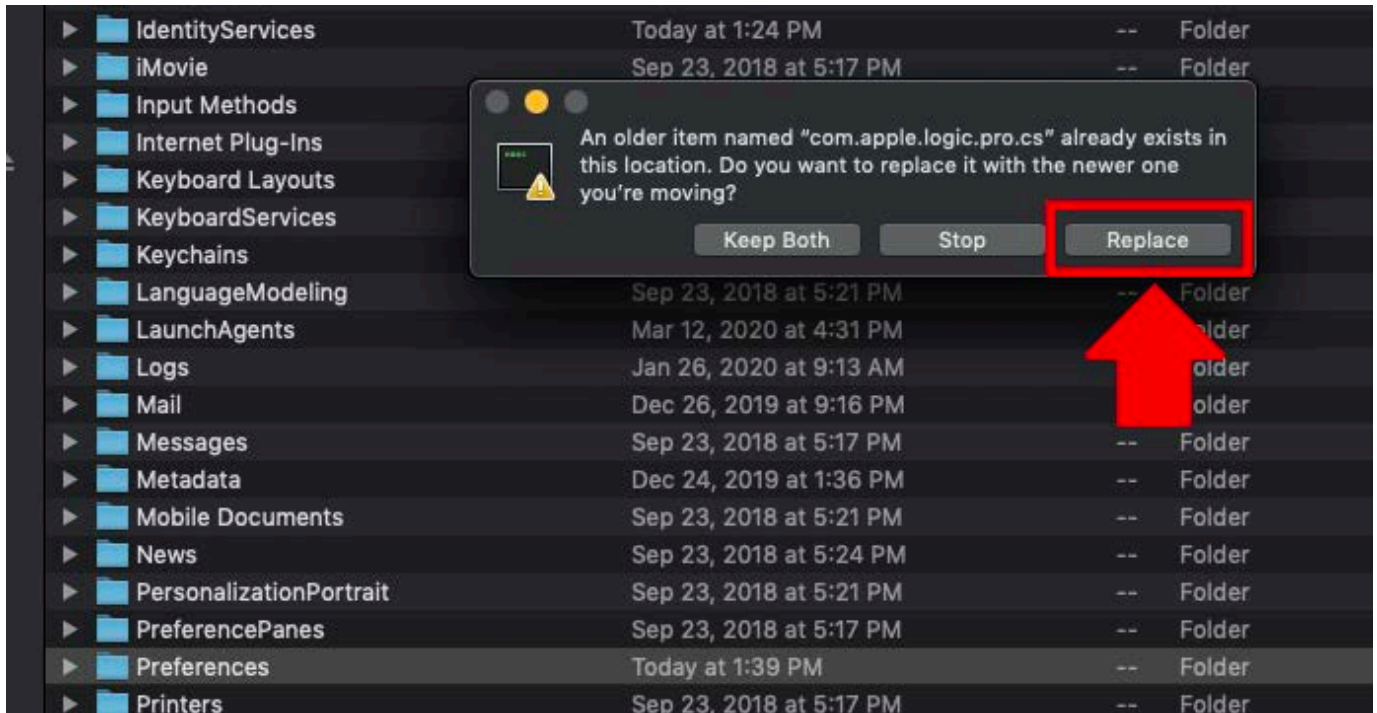 IdentityServices Today at 1:24 PM -- Folder
iMovie Sep 23, 2018 at 5:17 PM -- Folder
Input Methods
Internet Plug-Ins
Keyboard Layouts
KeyboardServices
Keychains
An older item named “com.apple.logic.pro.cs” already exists in
this location. Do you want to replace it with the newer one
you’re moving?
Keep Both Stop Replace
LanguageModeling Sep 23, 2018 at 5:21 PM -- Folder
LaunchAgents Mar 12, 2020 at 4:31 PM older
Logs Jan 26, 2020 at 9:13 AM older
Mail Dec 26, 2019 at 9:16 PM older
Messages Sep 23, 2018 at 5:17 PM -- Folder
Metadata Dec 24, 2019 at 1:36 PM -- Folder
Mobile Documents Sep 23, 2018 at 5:21 PM -- Folder
News Sep 23, 2018 at 5:24 PM -- Folder
PersonalizationPortrait Sep 23, 2018 at 5:21 PM -- Folder
PreferencePanes Sep 23, 2018 at 5:17 PM -- Folder
Preferences Today at 1:39 PM -- Folder
Printers Sep 23, 2018 at 5:17 PM -- Folder